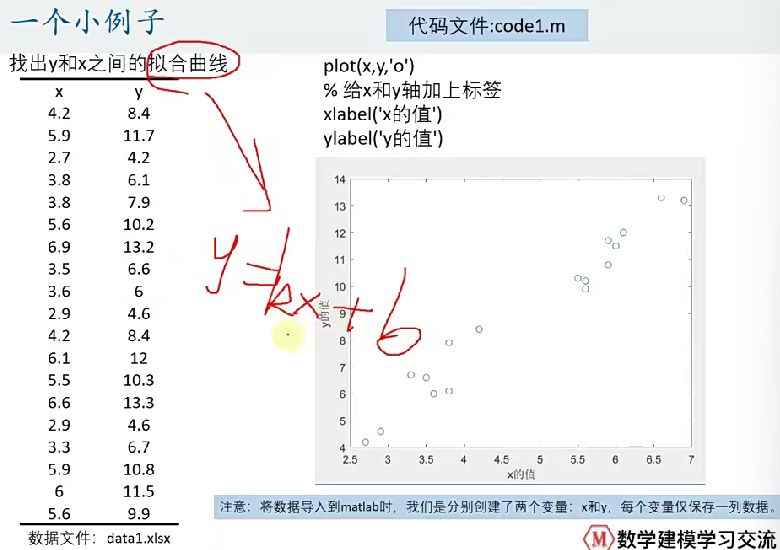 一个小例子
代码文件:code1.m
找出y和x之间的拟合曲线
x y
4.2 8.4
5.9 11.7
2.7 4.2
3.8 6.1
3.8 7.9
5.6 10.2
6.9 13.2
3.5 6.6
3.6 6
2.9 4.6
4.2 8.4
6.1 12
5.5 10.3
6.6 13.3
2.9 4.6
3.3 6.7
5.9 10.8
6 11.5
5.6 9.9
数据文件：data1.xlsx
plot(x,y,'o')
% 给x和y轴加上标签
xlabel('x的值')
ylabel('y的值')
y=kx+b
14
13
12
11
10
9
8
7
6
5
4
y的值
2.5 3 3.5 4 4.5 5 5.5 6 6.5 7
x的值
注意：将数据导入到matlab时，我们是分别创建了两个变量：x和y，每个变量仅保存一列数据。
M 数学建模学习交流